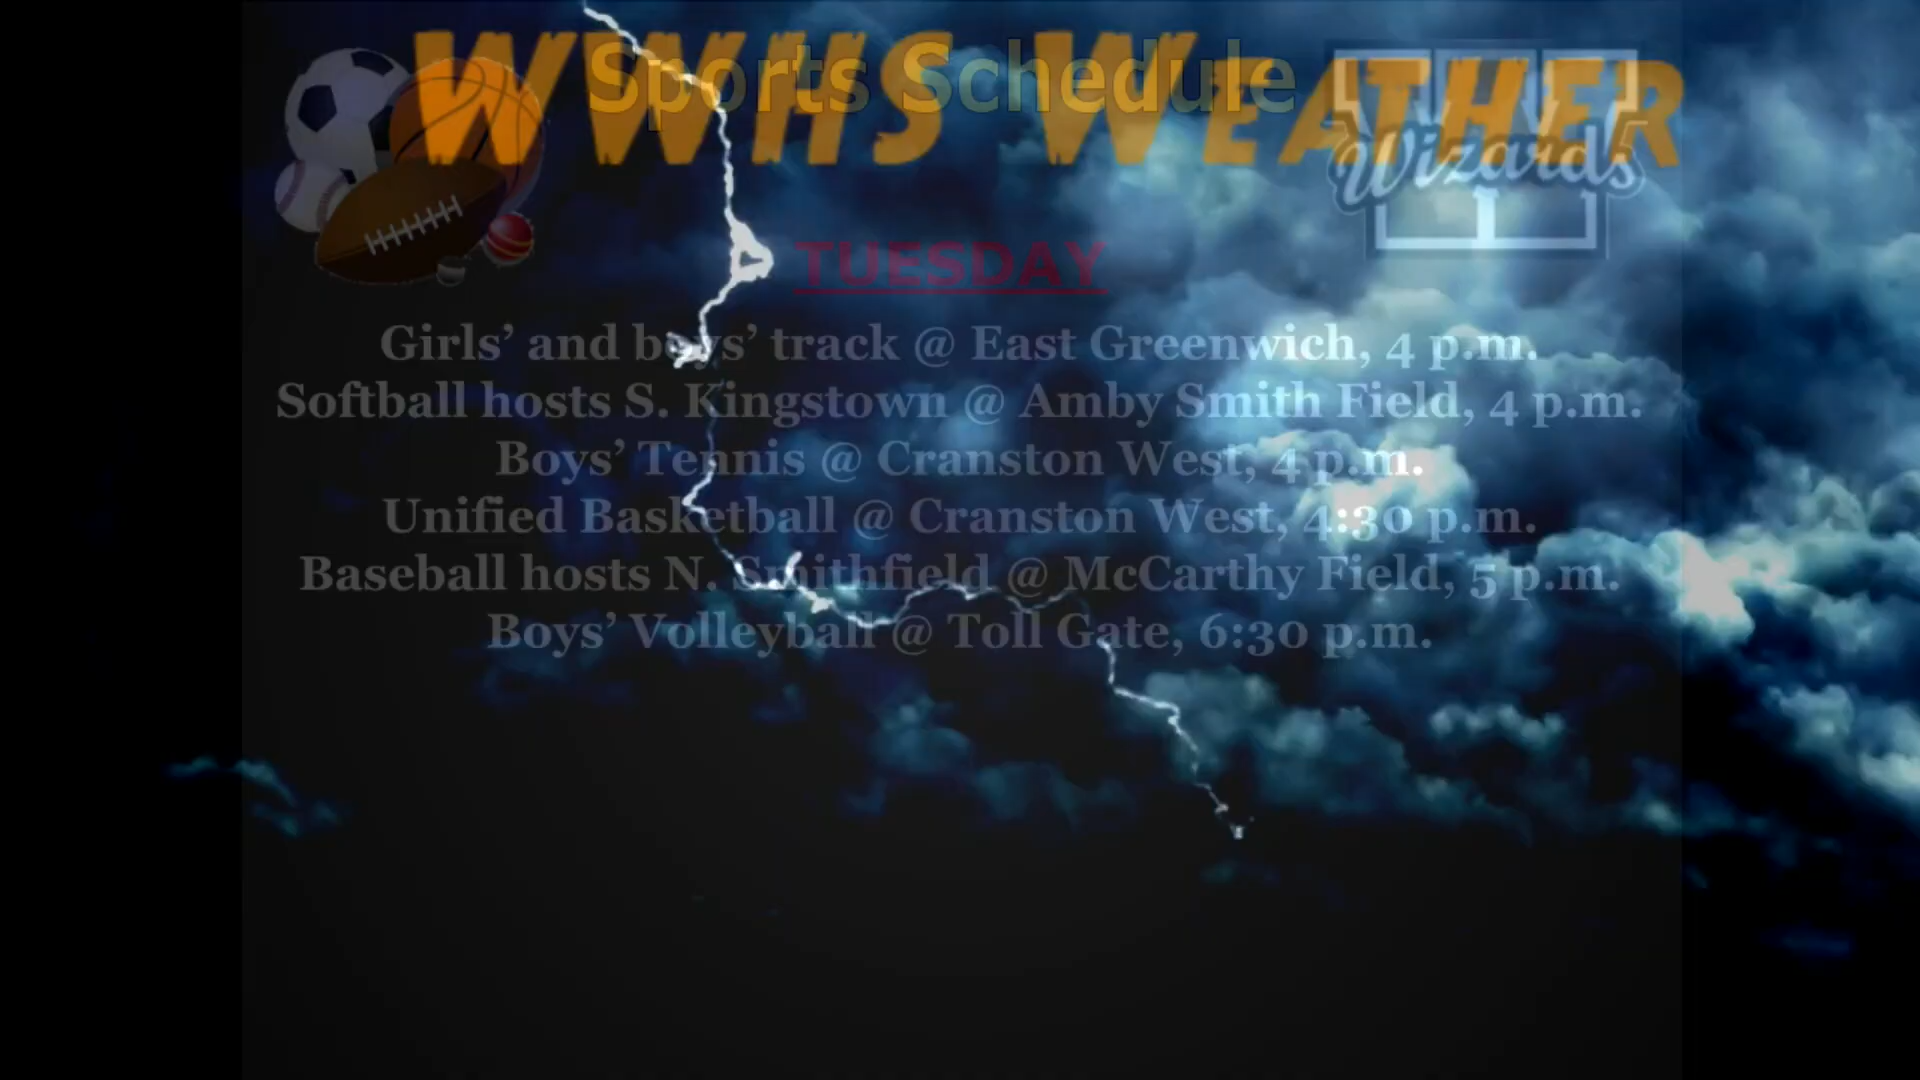 WWHS WEATHER
Sports Schedule
Wizards
TUESDAY
Girls’ and boys’ track @ East Greenwich, 4 p.m.
Softball hosts S. Kingstown @ Amby Smith Field, 4 p.m.
Boys’ Tennis @ Cranston West, 4 p.m.
Unified Basketball @ Cranston West, 4:30 p.m.
Baseball hosts N. Smithfield @ McCarthy Field, 5 p.m.
Boys’ Volleyball @ Toll Gate, 6:30 p.m.